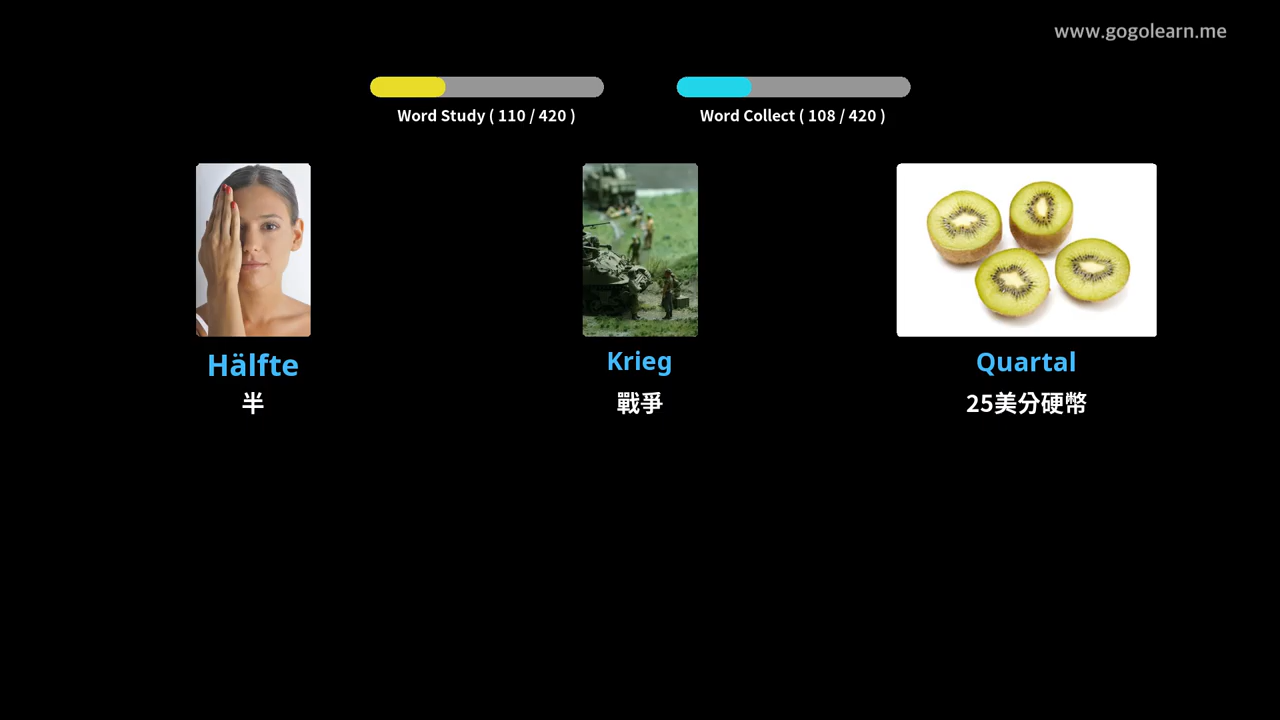 www.gogolearn.me
Word Study ( 110 / 420 )
Word Collect ( 108 / 420 )
Hälfte
Krieg
Quartal
半
戰爭
25美分硬幣